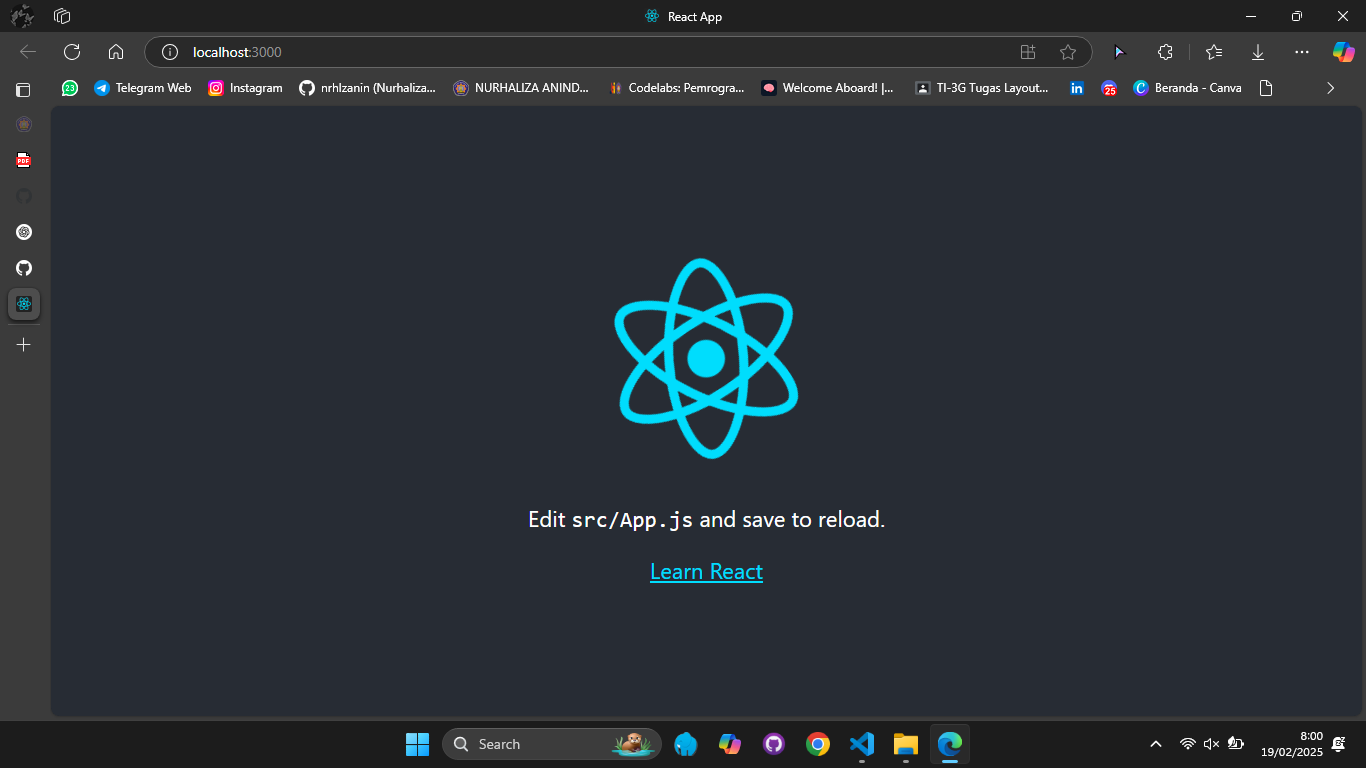 React App
localhost:3000
23
Telegram Web
Instagram
nrhlzanin (Nurhaliza...
NURHALIZA ANIND...
Codelabs: Pemrogra...
Welcome Aboard! |...
TI-3G Tugas Layout...
in
25
C
Beranda - Canva
PDF
Edit src/App.js and save to reload.
Learn React
Search
8:00
19/02/2025